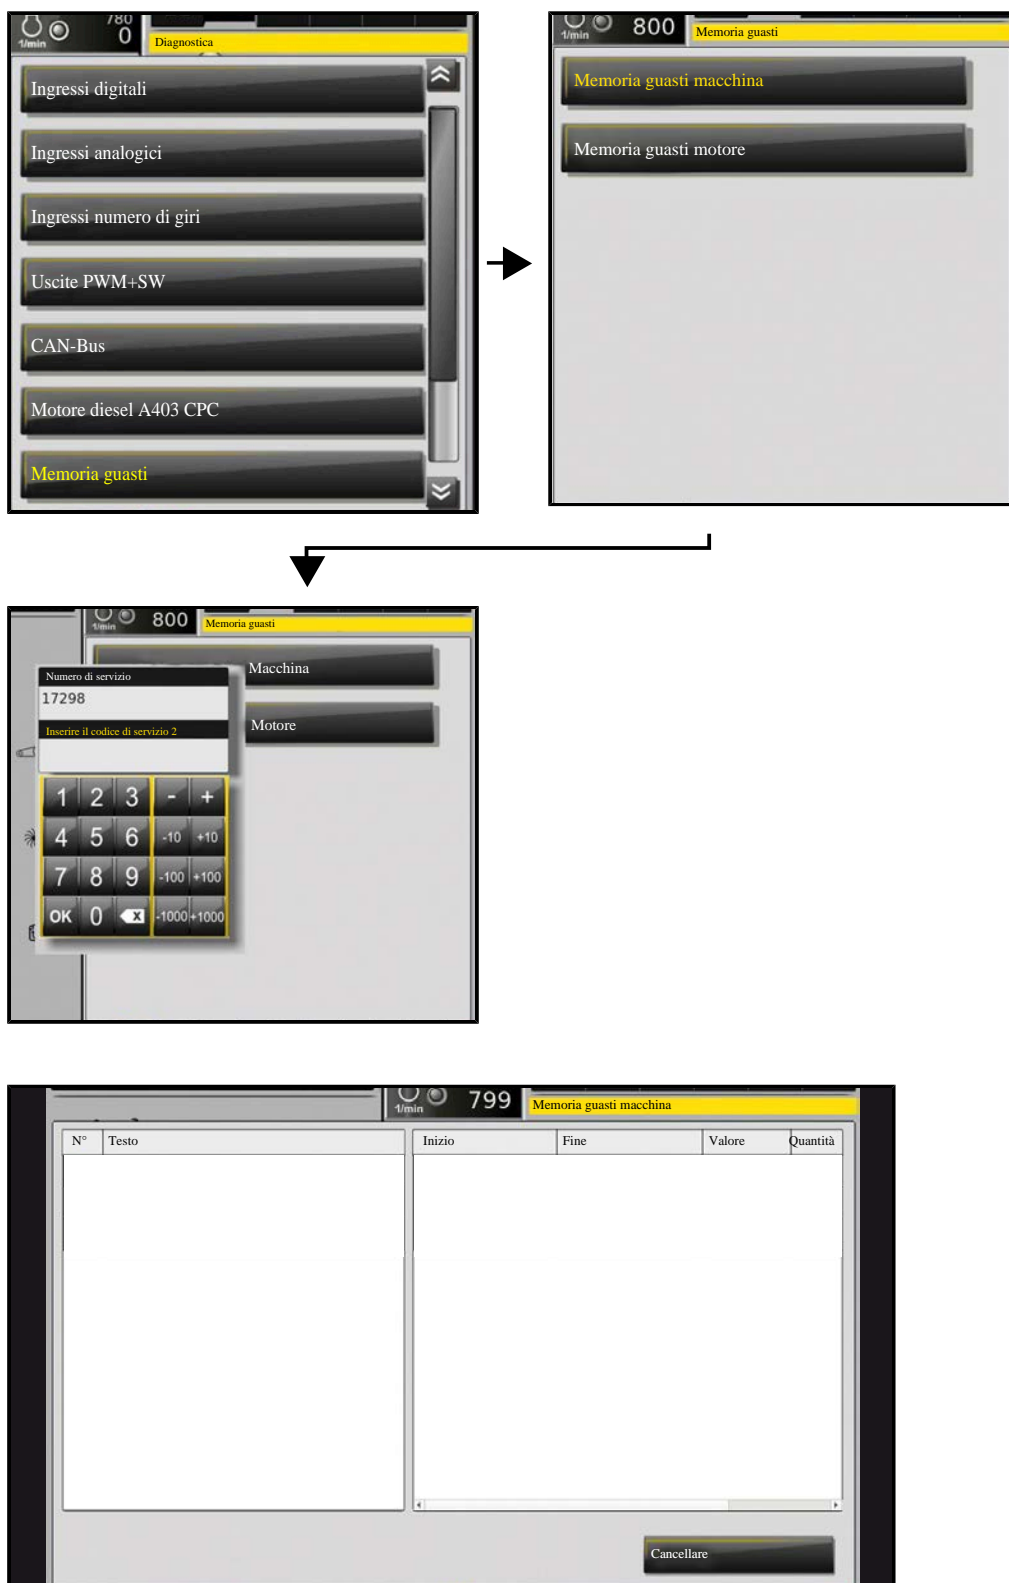 780
1/min
0
Diagnostica
Ingressi digitali
Ingressi analogici
Ingressi numero di giri
Uscite PWM+SW
CAN-Bus
Motore diesel A403 CPC
Memoria guasti
1/min
800
Memoria guasti
Memoria guasti macchina
Memoria guasti motore
1/min
800
Memoria guasti
Macchina
Motore
Numero di servizio
17298
Inserire il codice di servizio 2
1 2 3 - +
4 5 6 -10 +10
7 8 9 -100 +100
OK 0 X -1000 +1000
1/min
799
Memoria guasti macchina
N° Testo Inizio Fine Valore Quantità
Cancellare